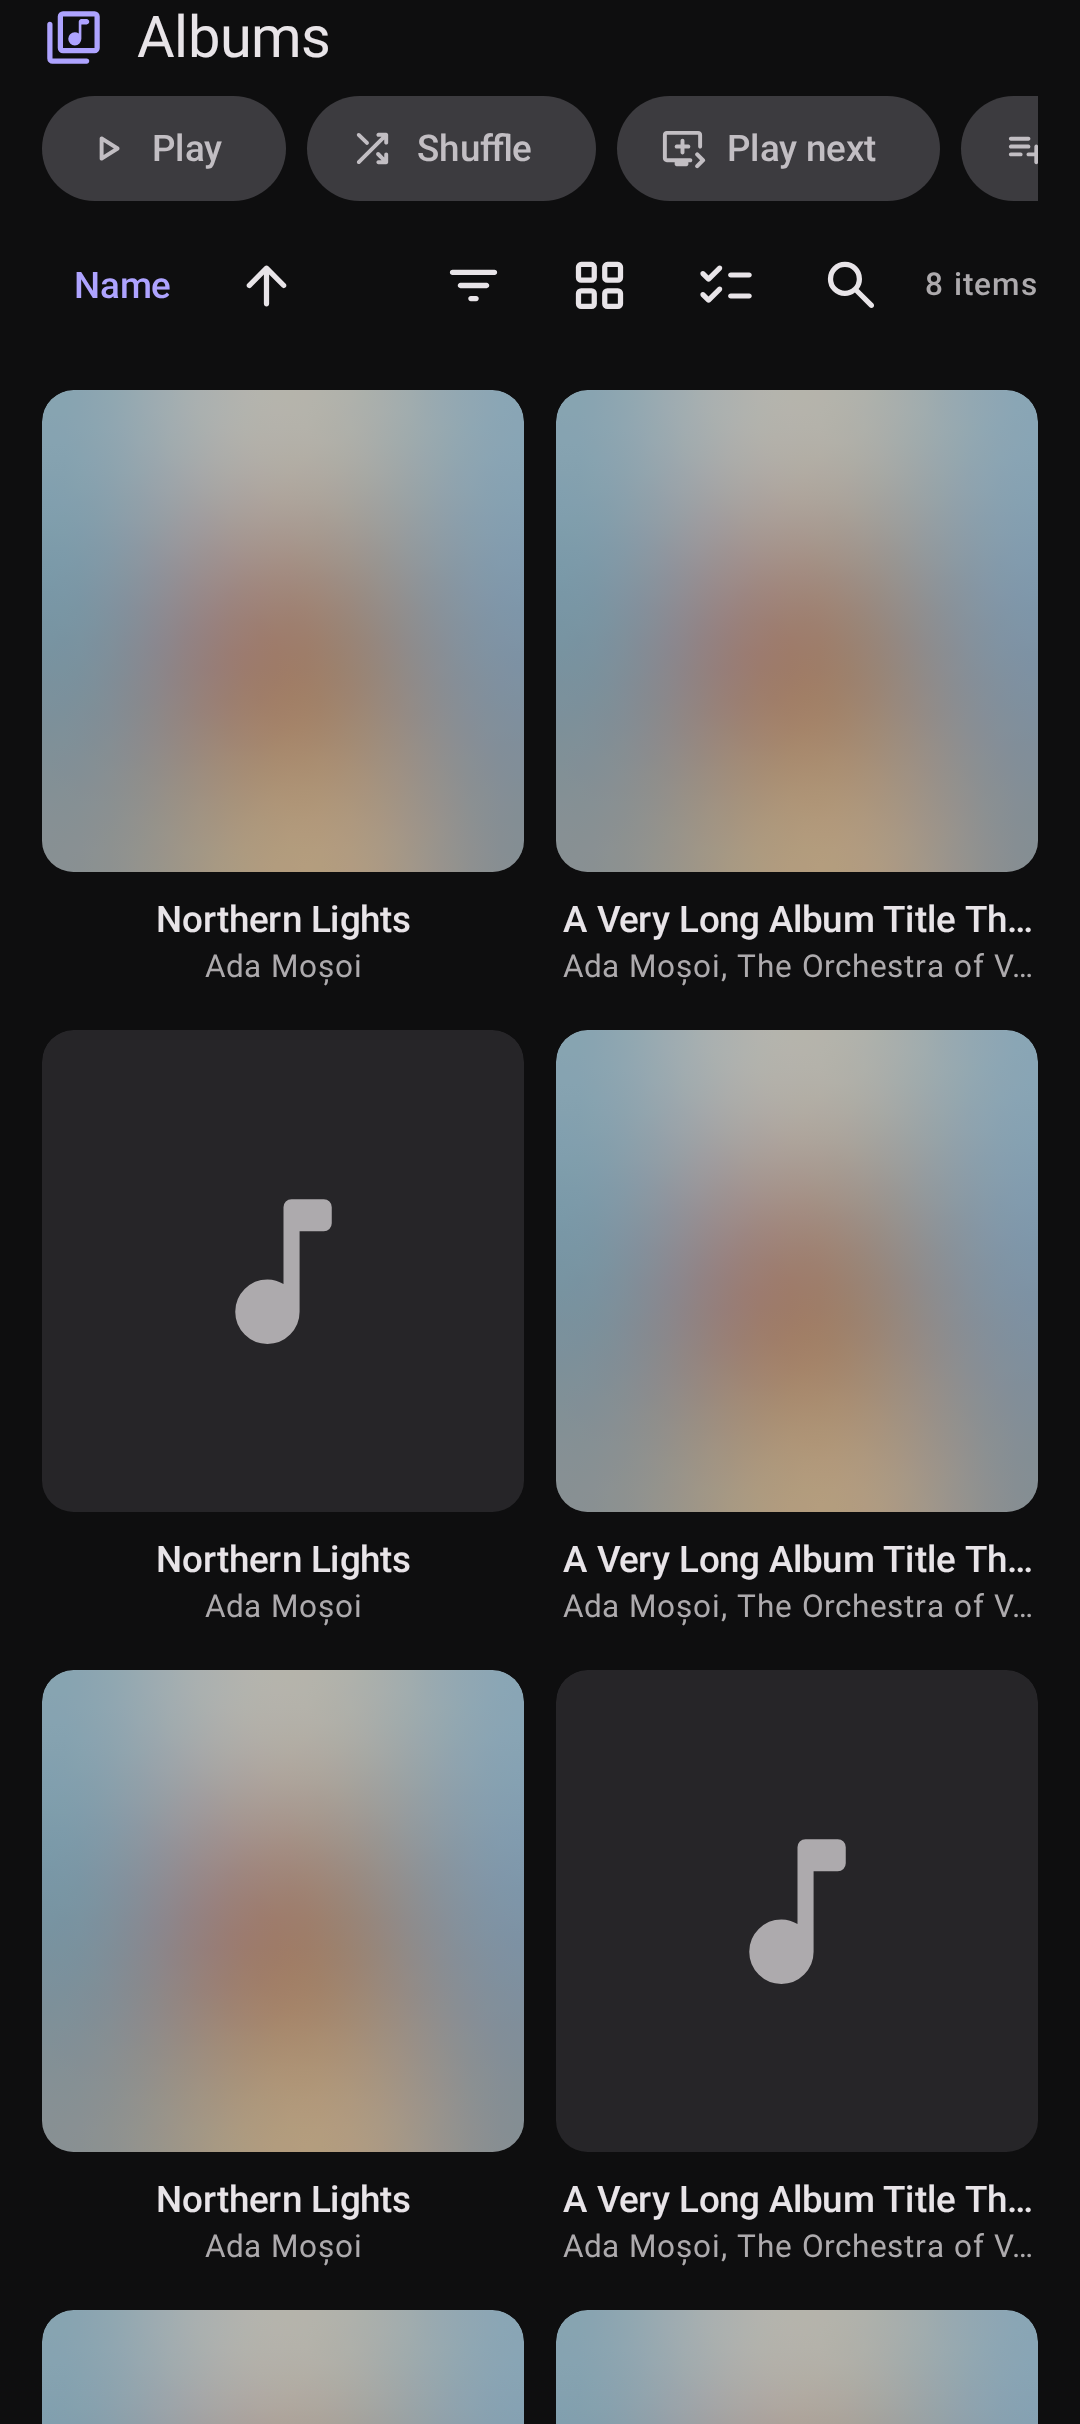 Albums
Play
Shuffle
Play next
Name
8 items
Northern Lights
Ada Moșoi
A Very Long Album Title Th...
Ada Moșoi, The Orchestra of V...
Northern Lights
Ada Moșoi
A Very Long Album Title Th...
Ada Moșoi, The Orchestra of V...
Northern Lights
Ada Moșoi
A Very Long Album Title Th...
Ada Moșoi, The Orchestra of V...